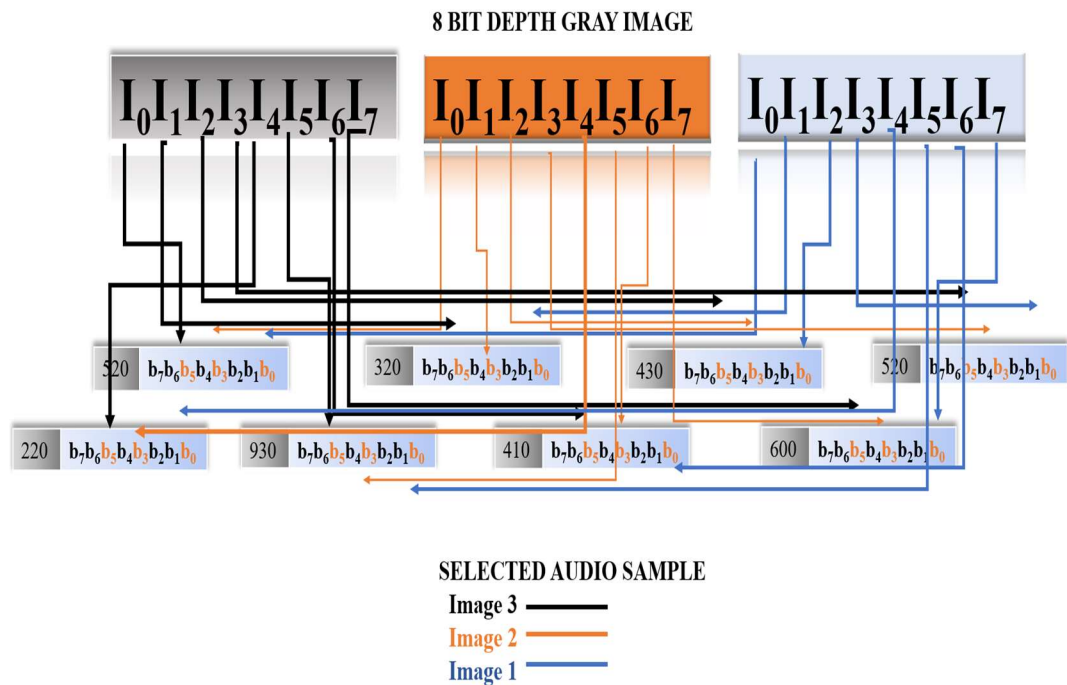 8 BIT DEPTH GRAY IMAGE
I₀I₁I₂I₃I₄I₅I₆I₇ I₀I₁I₂I₃I₄I₅I₆I₇ I₀I₁I₂I₃I₄I₅I₆I₇
520 b₇b₆b₅b₄b₃b₂b₁b₀ 320 b₇b₆b₅b₄b₃b₂b₁b₀ 430 b₇b₆b₅b₄b₃b₂b₁b₀ 520 b₇b₆b₅b₄b₃b₂b₁b₀
220 b₇b₆b₅b₄b₃b₂b₁b₀ 930 b₇b₆b₅b₄b₃b₂b₁b₀ 410 b₇b₆b₅b₄b₃b₂b₁b₀ 600 b₇b₆b₅b₄b₃b₂b₁b₀
SELECTED AUDIO SAMPLE
Image 3
Image 2
Image 1